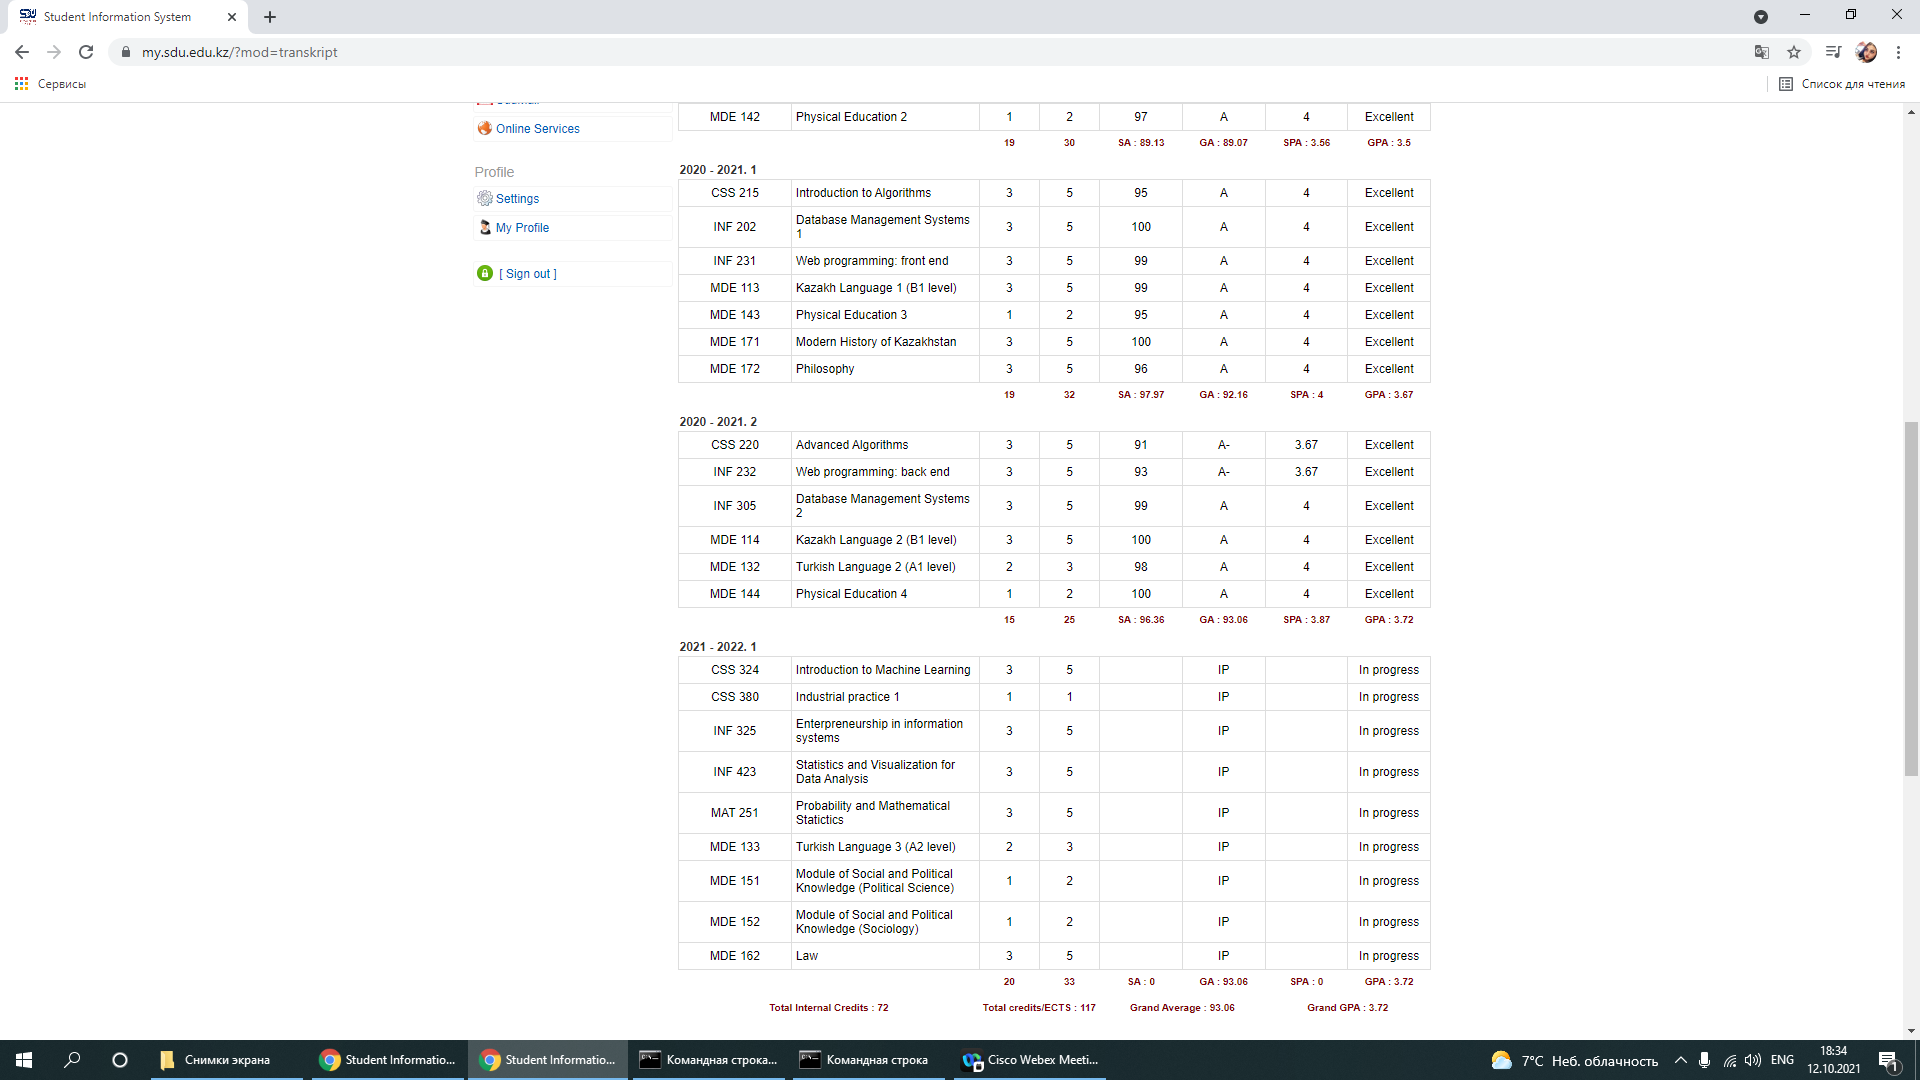 Student Information System
my.sdu.edu.kz/?mod=transkript
Сервисы
Список для чтения
Online Services
Profile
Settings
My Profile
[ Sign out ]
MDE 142 Physical Education 2 1 2 97 A 4 Excellent
19 30 SA : 89.13 GA : 89.07 SPA : 3.56 GPA : 3.5
2020 - 2021. 1
CSS 215 Introduction to Algorithms 3 5 95 A 4 Excellent
INF 202 Database Management Systems 1 3 5 100 A 4 Excellent
INF 231 Web programming: front end 3 5 99 A 4 Excellent
MDE 113 Kazakh Language 1 (B1 level) 3 5 99 A 4 Excellent
MDE 143 Physical Education 3 1 2 95 A 4 Excellent
MDE 171 Modern History of Kazakhstan 3 5 100 A 4 Excellent
MDE 172 Philosophy 3 5 96 A 4 Excellent
19 32 SA : 97.97 GA : 92.16 SPA : 4 GPA : 3.67
2020 - 2021. 2
CSS 220 Advanced Algorithms 3 5 91 A- 3.67 Excellent
INF 232 Web programming: back end 3 5 93 A- 3.67 Excellent
INF 305 Database Management Systems 2 3 5 99 A 4 Excellent
MDE 114 Kazakh Language 2 (B1 level) 3 5 100 A 4 Excellent
MDE 132 Turkish Language 2 (A1 level) 2 3 98 A 4 Excellent
MDE 144 Physical Education 4 1 2 100 A 4 Excellent
15 25 SA : 96.36 GA : 93.06 SPA : 3.87 GPA : 3.72
2021 - 2022. 1
CSS 324 Introduction to Machine Learning 3 5 IP In progress
CSS 380 Industrial practice 1 1 1 IP In progress
INF 325 Enterpreneurship in information systems 3 5 IP In progress
INF 423 Statistics and Visualization for Data Analysis 3 5 IP In progress
MAT 251 Probability and Mathematical Statictics 3 5 IP In progress
MDE 133 Turkish Language 3 (A2 level) 2 3 IP In progress
MDE 151 Module of Social and Political Knowledge (Political Science) 1 2 IP In progress
MDE 152 Module of Social and Political Knowledge (Sociology) 1 2 IP In progress
MDE 162 Law 3 5 IP In progress
20 33 SA : 0 GA : 93.06 SPA : 0 GPA : 3.72
Total Internal Credits : 72 Total credits/ECTS : 117 Grand Average : 93.06 Grand GPA : 3.72
Снимки экрана
Student Informatio...
Student Informatio...
Командная строка...
Командная строка
Cisco Webex Meeti...
7°C Неб. облачность
ENG
18:34
12.10.2021
1